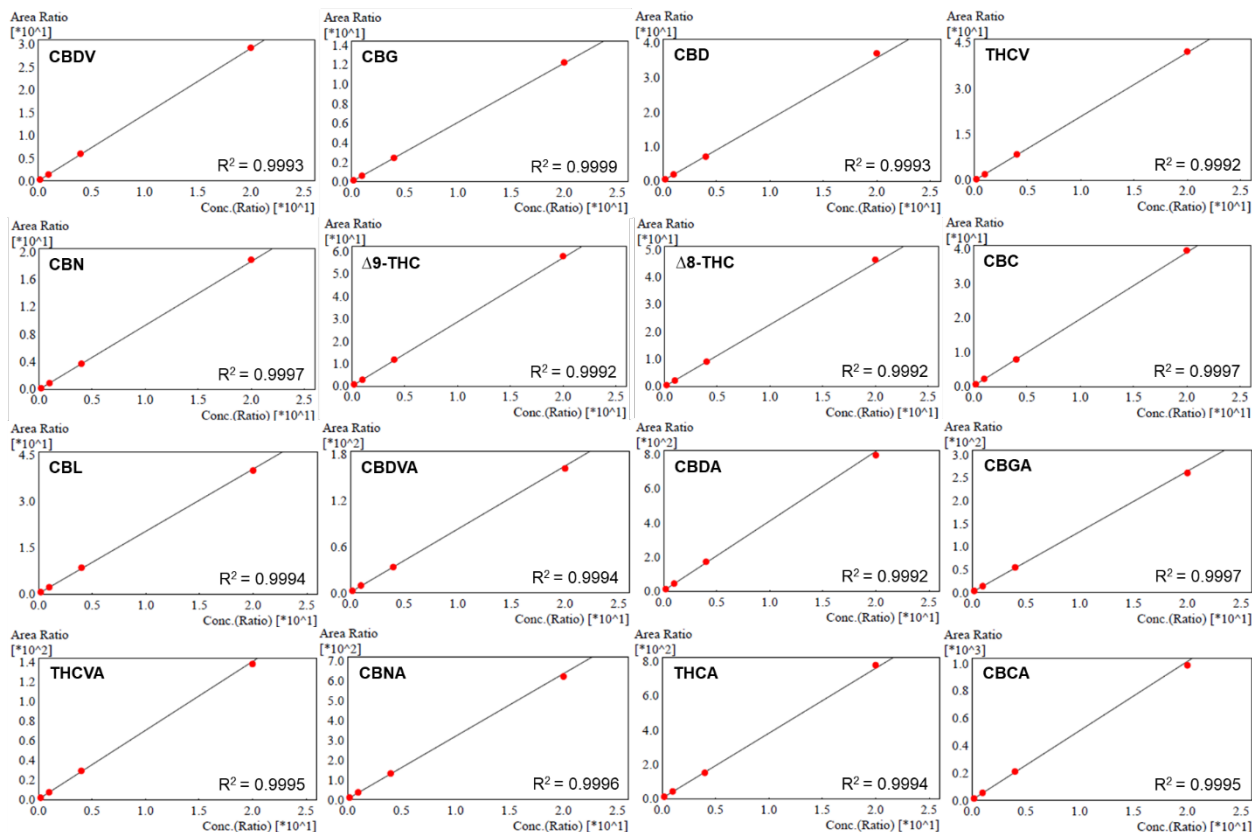 Area Ratio
[*10^1]
CBDV
3.0
2.5
2.0
1.5
1.0
0.5
0.0
R² = 0.9993
0.0 0.5 1.0 1.5 2.0 2.5
Conc.(Ratio) [*10^1]
Area Ratio
[*10^1]
CBG
1.4
1.2
1.0
0.8
0.6
0.4
0.2
0.0
R² = 0.9999
0.0 0.5 1.0 1.5 2.0 2.5
Conc.(Ratio) [*10^1]
Area Ratio
[*10^1]
CBD
4.0
3.0
2.0
1.0
0.0
R² = 0.9993
0.0 0.5 1.0 1.5 2.0 2.5
Conc.(Ratio) [*10^1]
Area Ratio
[*10^1]
THCV
4.5
3.0
1.5
0.0
R² = 0.9992
0.0 0.5 1.0 1.5 2.0 2.5
Conc.(Ratio) [*10^1]
Area Ratio
[*10^1]
CBN
2.0
1.6
1.2
0.8
0.4
0.0
R² = 0.9997
0.0 0.5 1.0 1.5 2.0 2.5
Conc.(Ratio) [*10^1]
Area Ratio
[*10^1]
Δ9-THC
6.0
5.0
4.0
3.0
2.0
1.0
0.0
R² = 0.9992
0.0 0.5 1.0 1.5 2.0 2.5
Conc.(Ratio) [*10^1]
Area Ratio
[*10^1]
Δ8-THC
5.0
4.0
3.0
2.0
1.0
0.0
R² = 0.9992
0.0 0.5 1.0 1.5 2.0 2.5
Conc.(Ratio) [*10^1]
Area Ratio
[*10^1]
CBC
4.0
3.0
2.0
1.0
0.0
R² = 0.9997
0.0 0.5 1.0 1.5 2.0 2.5
Conc.(Ratio) [*10^1]
Area Ratio
[*10^1]
CBL
4.5
3.0
1.5
0.0
R² = 0.9994
0.0 0.5 1.0 1.5 2.0 2.5
Conc.(Ratio) [*10^1]
Area Ratio
[*10^2]
CBDVA
1.8
1.2
0.6
0.0
R² = 0.9994
0.0 0.5 1.0 1.5 2.0 2.5
Conc.(Ratio) [*10^1]
Area Ratio
[*10^2]
CBDA
8.0
6.0
4.0
2.0
0.0
R² = 0.9992
0.0 0.5 1.0 1.5 2.0 2.5
Conc.(Ratio) [*10^1]
Area Ratio
[*10^2]
CBGA
3.0
2.5
2.0
1.5
1.0
0.5
0.0
R² = 0.9997
0.0 0.5 1.0 1.5 2.0 2.5
Conc.(Ratio) [*10^1]
Area Ratio
[*10^2]
THCVA
1.4
1.2
1.0
0.8
0.6
0.4
0.2
0.0
R² = 0.9995
0.0 0.5 1.0 1.5 2.0 2.5
Conc.(Ratio) [*10^1]
Area Ratio
[*10^2]
CBNA
7.0
6.0
5.0
4.0
3.0
2.0
1.0
0.0
R² = 0.9996
0.0 0.5 1.0 1.5 2.0 2.5
Conc.(Ratio) [*10^1]
Area Ratio
[*10^2]
THCA
8.0
6.0
4.0
2.0
0.0
R² = 0.9994
0.0 0.5 1.0 1.5 2.0 2.5
Conc.(Ratio) [*10^1]
Area Ratio
[*10^3]
CBCA
1.0
0.8
0.6
0.4
0.2
0.0
R² = 0.9995
0.0 0.5 1.0 1.5 2.0 2.5
Conc.(Ratio) [*10^1]